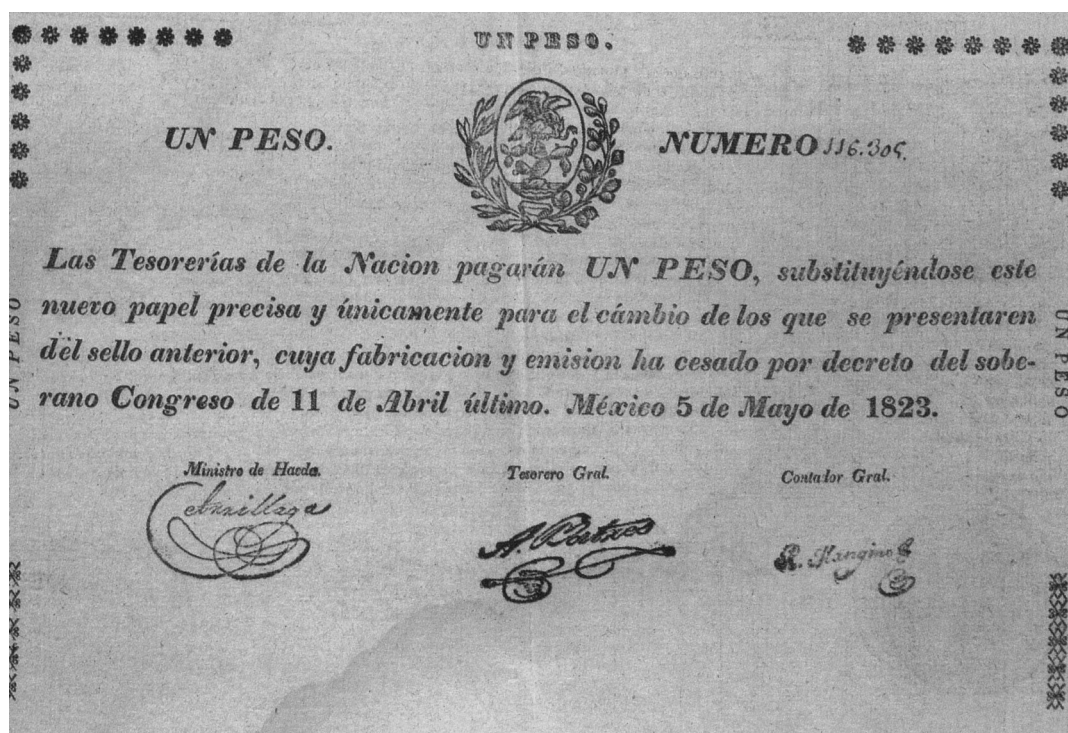 UN PESO.
UN PESO.
NUMERO 116.305.
Las Tesorerías de la Nacion pagarán UN PESO, substituyéndose este
nuevo papel precisa y únicamente para el cámbio de los que se presentaren
del sello anterior, cuya fabricacion y emision ha cesado por decreto del sobe-
rano Congreso de 11 de Abril último. México 5 de Mayo de 1823.
UN PESO
UN PESO
Ministro de Hacda.
Tesorero Gral.
Contador Gral.
Arrillaga
A. Batres
R. Mangino